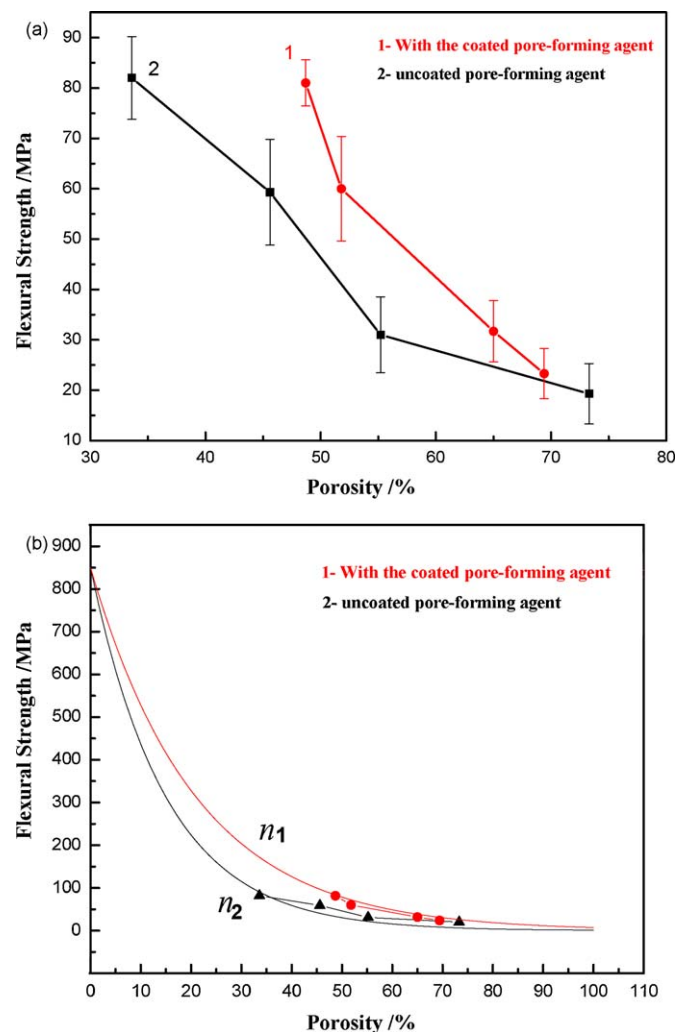 (a)
90
80
70
60
50
40
30
20
10
30 40 50 60 70 80
Flexural Strength /MPa
Porosity /%
2
1
1- With the coated pore-forming agent
2- uncoated pore-forming agent
(b)
900
800
700
600
500
400
300
200
100
0
0 10 20 30 40 50 60 70 80 90 100 110
Flexural Strength /MPa
Porosity /%
1- With the coated pore-forming agent
2- uncoated pore-forming agent
n1
n2